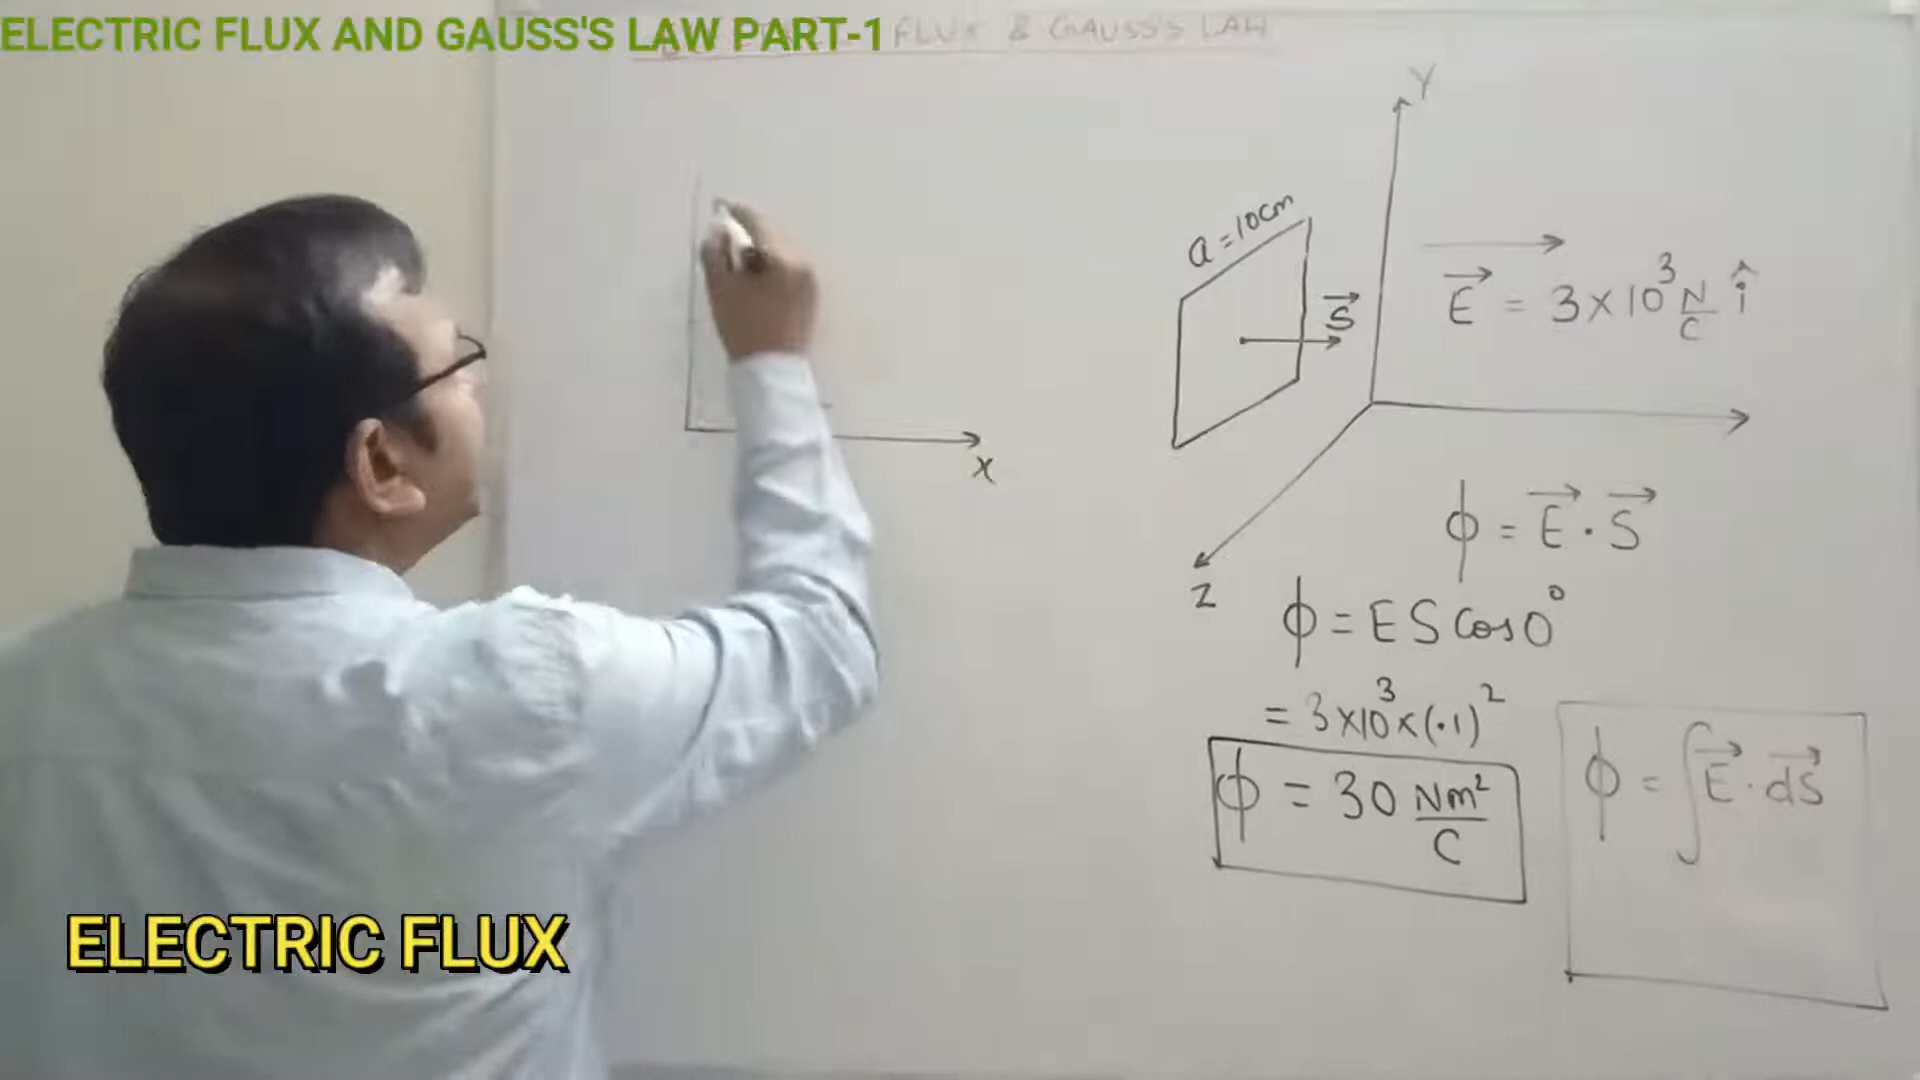 ELECTRIC FLUX AND GAUSS'S LAW PART-1
FLUX & GAUSS'S LAW
Y
a = 10cm
S⃗
E⃗ = 3×10³ N/C î
X
Z
ϕ = E⃗ · S⃗
ϕ = E S cos 0°
= 3×10³×(·1)²
ϕ = 30 Nm²/C
ϕ = ∫E⃗ · dS⃗
ELECTRIC FLUX